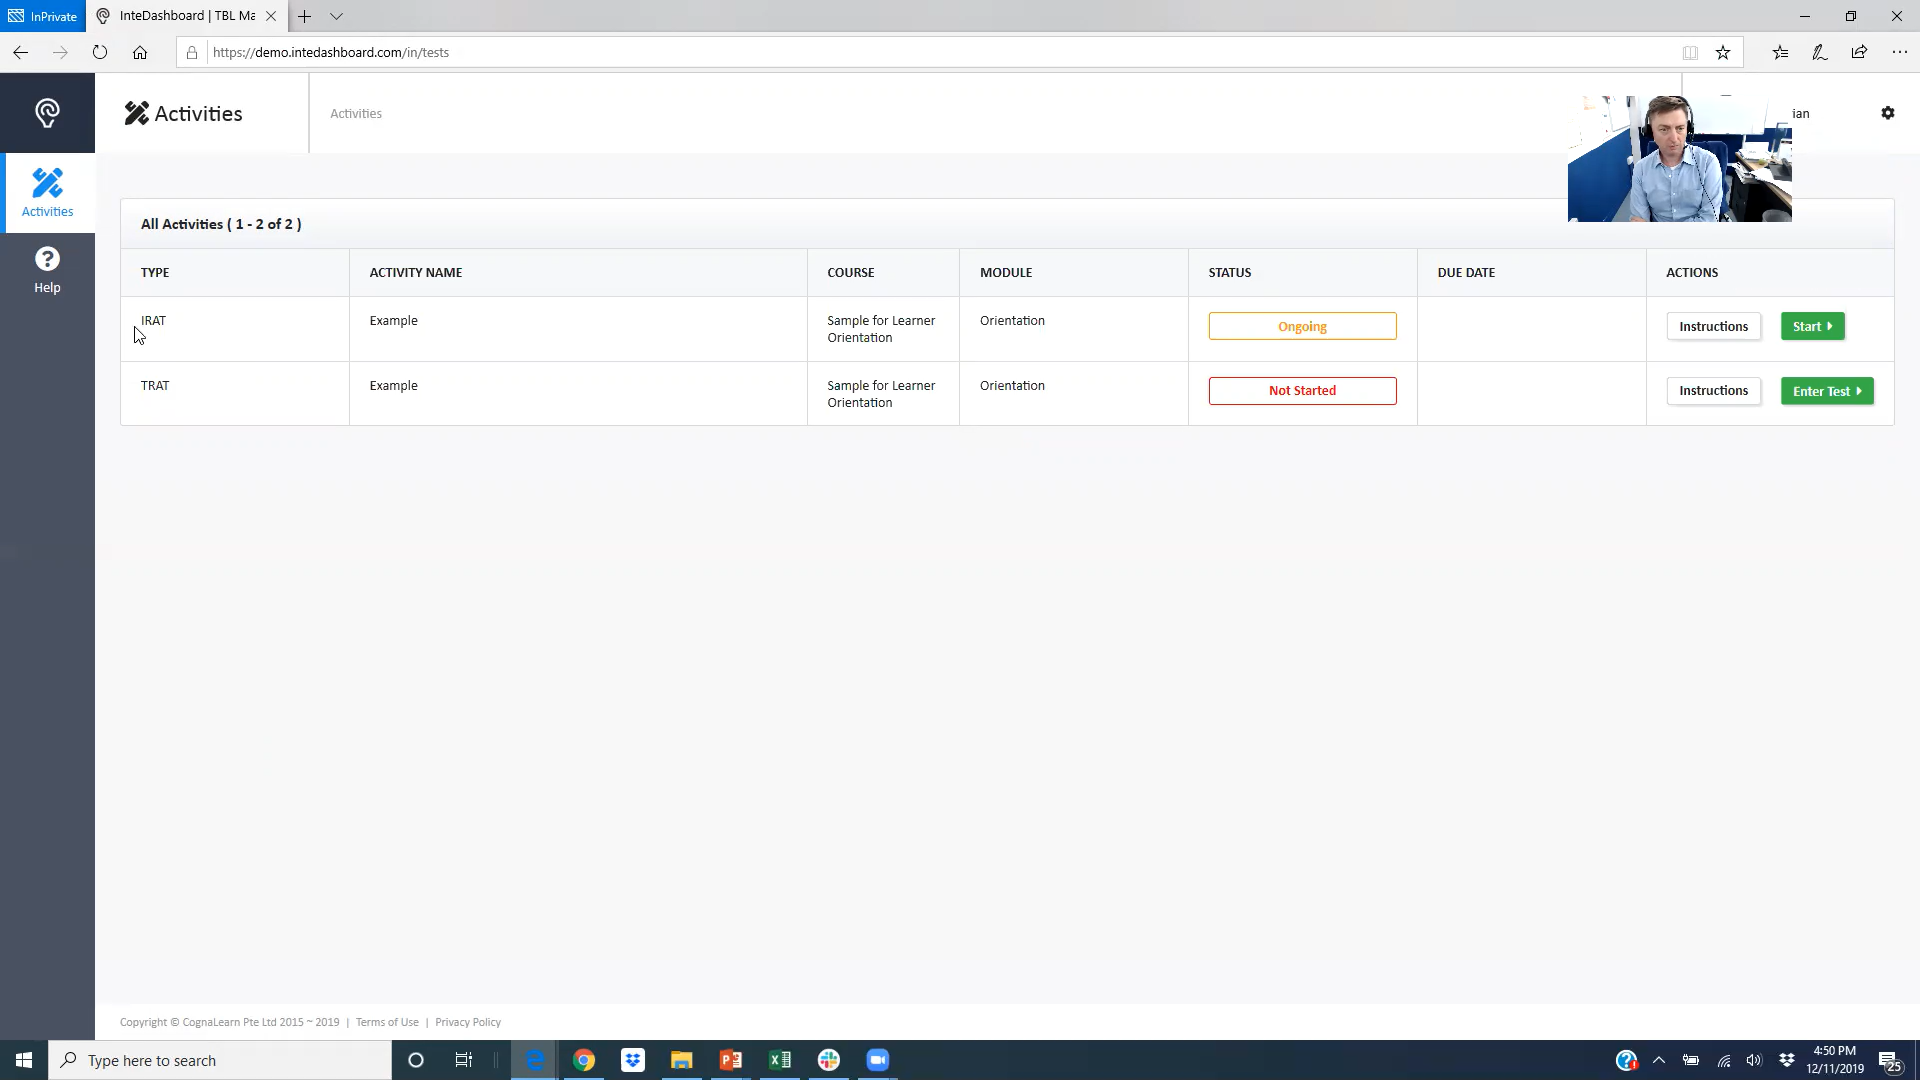 InPrivate
InteDashboard | TBL Ma
https://demo.intedashboard.com/in/tests
Activities
Activities
ian
Activities
Help
All Activities ( 1 - 2 of 2 )
TYPE ACTIVITY NAME COURSE MODULE STATUS DUE DATE ACTIONS
IRAT Example Sample for Learner Orientation Orientation Ongoing Instructions Start
TRAT Example Sample for Learner Orientation Orientation Not Started Instructions Enter Test
Copyright © CognaLearn Pte Ltd 2015 ~ 2019 | Terms of Use | Privacy Policy
Type here to search
4:50 PM
12/11/2019
25